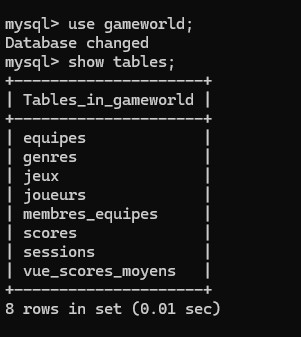 mysql> use gameworld;
Database changed
mysql> show tables;
+---------------------+
| Tables_in_gameworld |
+---------------------+
| equipes             |
| genres              |
| jeux                |
| joueurs             |
| membres_equipes     |
| scores              |
| sessions            |
| vue_scores_moyens   |
+---------------------+
8 rows in set (0.01 sec)